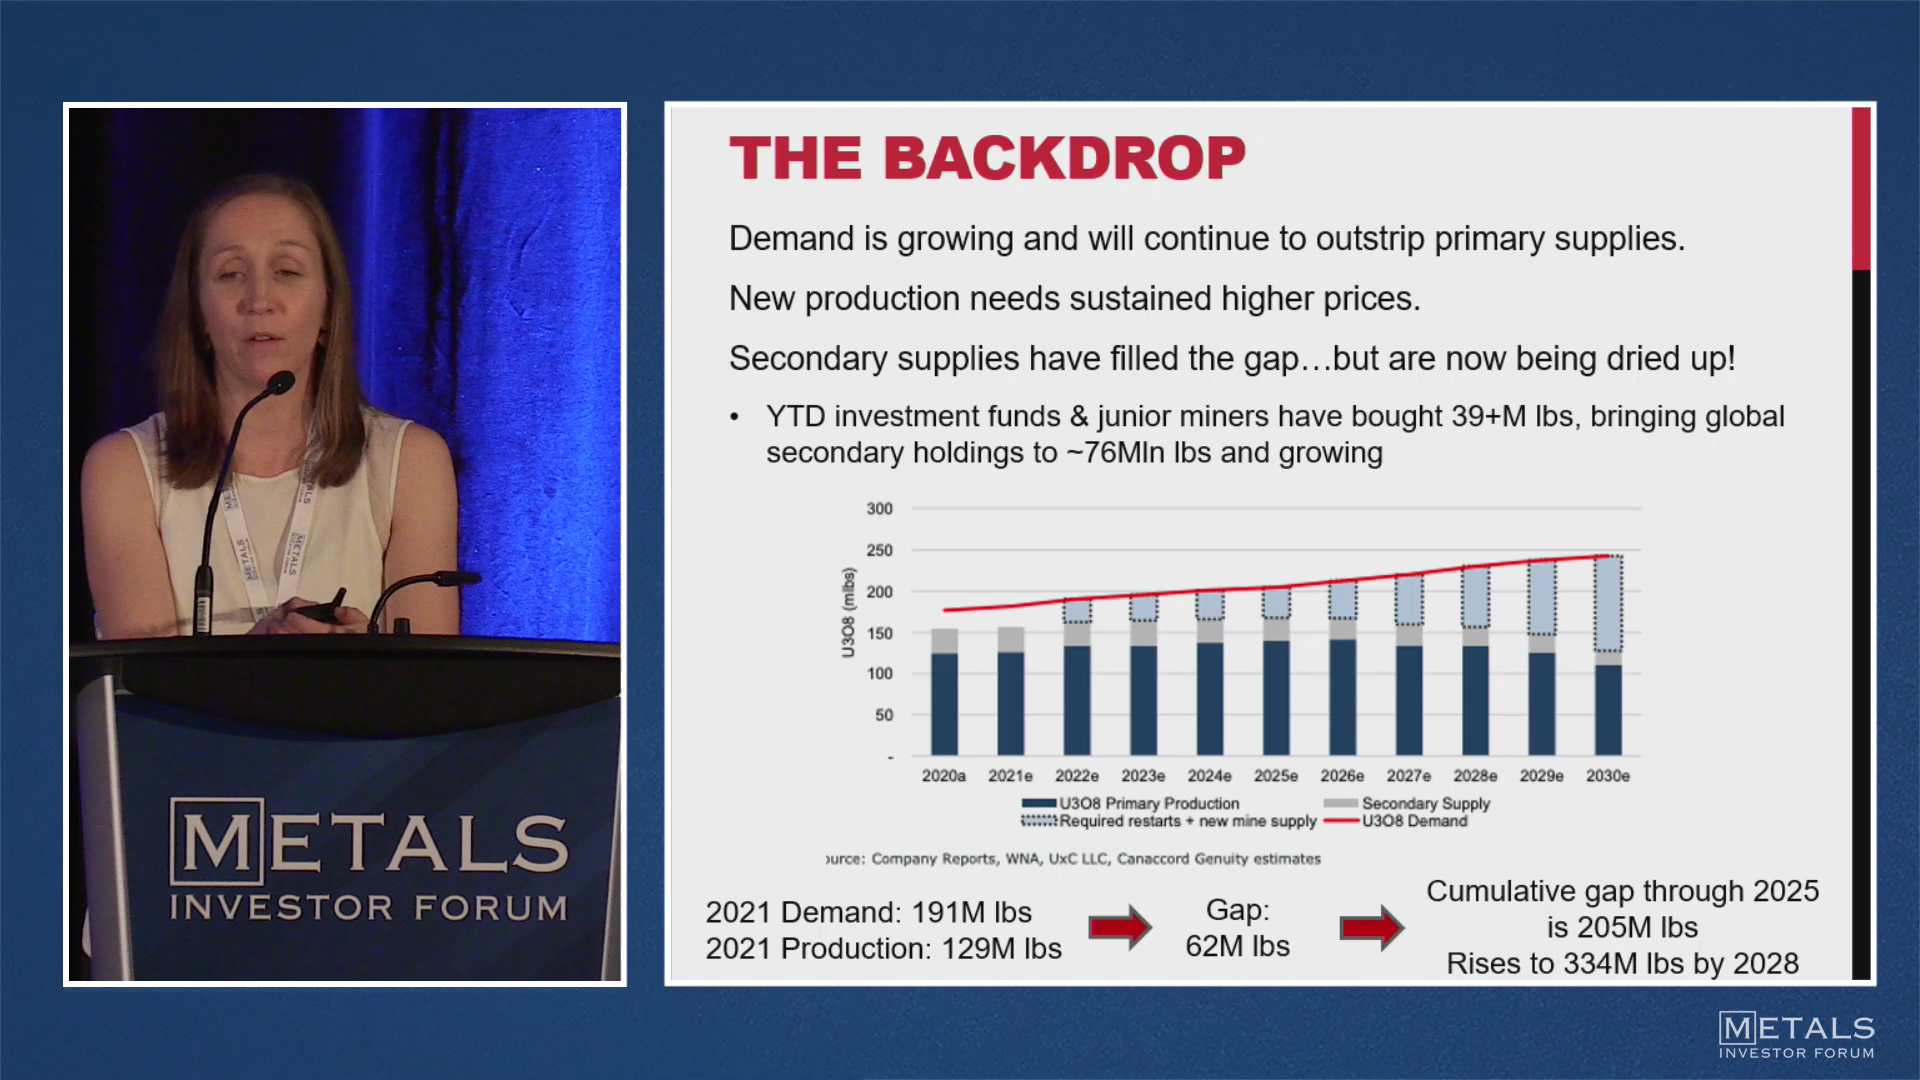 THE BACKDROP
Demand is growing and will continue to outstrip primary supplies.
New production needs sustained higher prices.
Secondary supplies have filled the gap…but are now being dried up!
• YTD investment funds & junior miners have bought 39+M lbs, bringing global
secondary holdings to ~76Mln lbs and growing
300
250
200
150
100
50
-
U3O8 (mlbs)
2020a 2021e 2022e 2023e 2024e 2025e 2026e 2027e 2028e 2029e 2030e
U3O8 Primary Production
Secondary Supply
Required restarts + new mine supply
U3O8 Demand
urce: Company Reports, WNA, UxC LLC, Canaccord Genuity estimates
2021 Demand: 191M lbs
2021 Production: 129M lbs
Gap:
62M lbs
Cumulative gap through 2025
is 205M lbs
Rises to 334M lbs by 2028
METALS
METALS
METALS
METALS
METALS
INVESTOR FORUM
METALS
INVESTOR FORUM